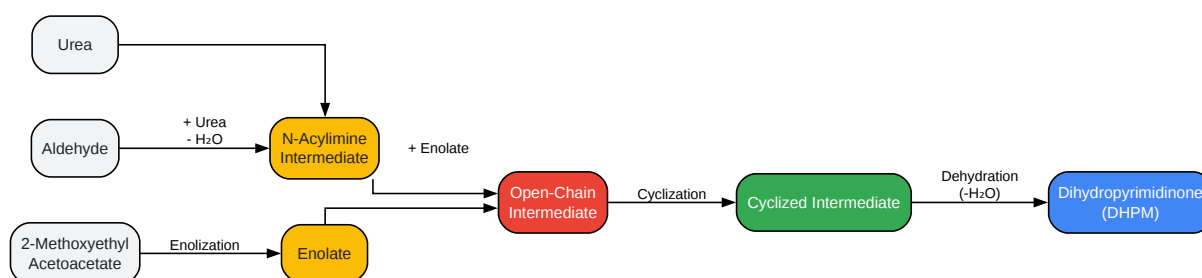 Urea
Aldehyde
+ Urea
- H₂O
N-Acylimine
Intermediate
+ Enolate
2-Methoxyethyl
Acetoacetate
Enolization
Enolate
Open-Chain
Intermediate
Cyclization
Cyclized Intermediate
Dehydration
(-H₂O)
Dihydropyrimidinone
(DHPM)